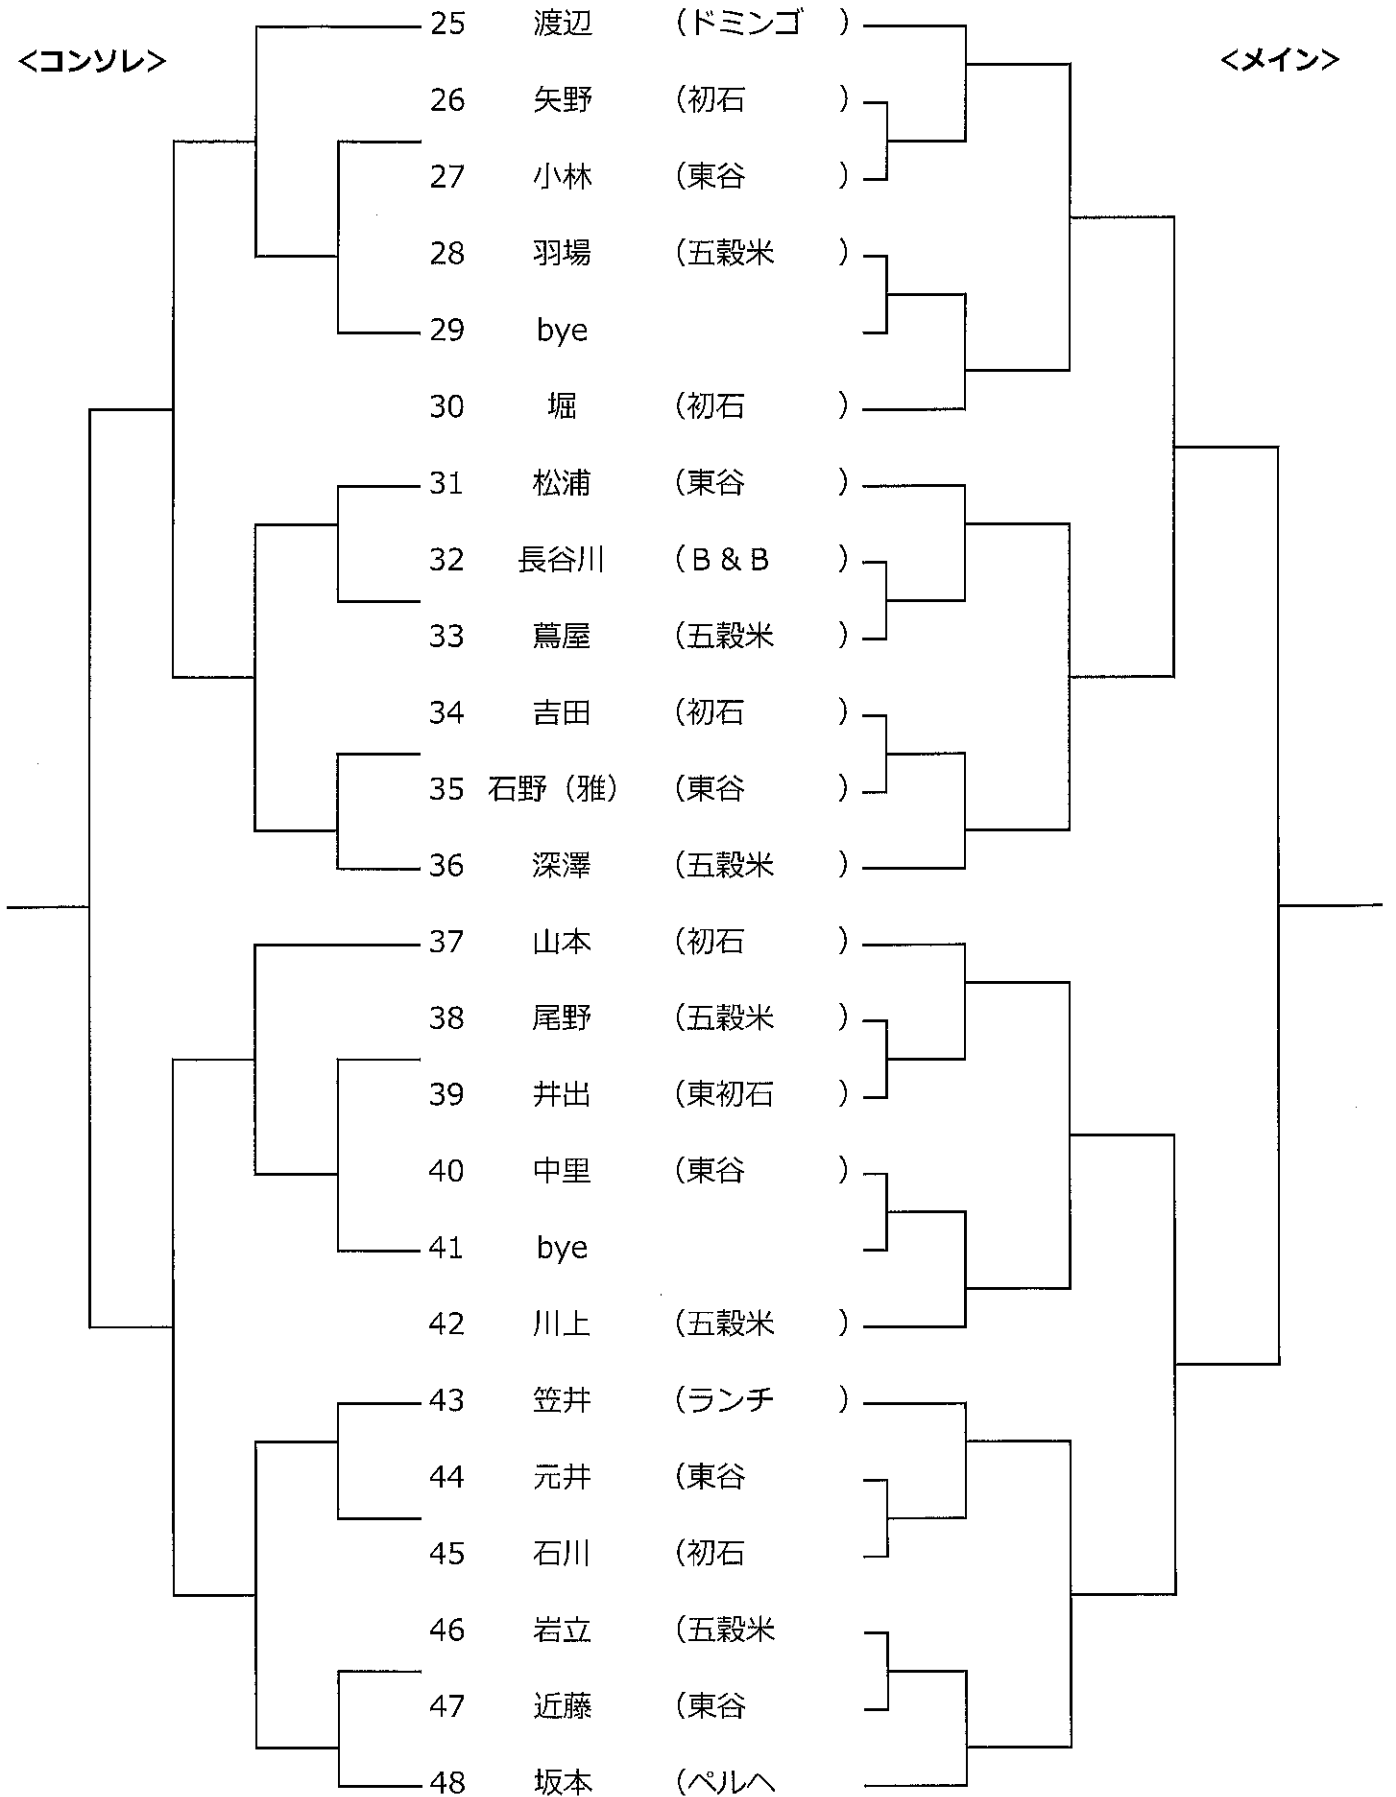 <コンソレ>
<メイン>
25 渡辺 (ドミンゴ )
26 矢野 (初石 )
27 小林 (東谷 )
28 羽場 (五穀米 )
29 bye
30 堀 (初石 )
31 松浦 (東谷 )
32 長谷川 (B&B )
33 蔦屋 (五穀米 )
34 吉田 (初石 )
35 石野(雅) (東谷 )
36 深澤 (五穀米 )
37 山本 (初石 )
38 尾野 (五穀米 )
39 井出 (東初石 )
40 中里 (東谷 )
41 bye
42 川上 (五穀米 )
43 笠井 (ランチ )
44 元井 (東谷
45 石川 (初石
46 岩立 (五穀米
47 近藤 (東谷
48 坂本 (ペルヘ